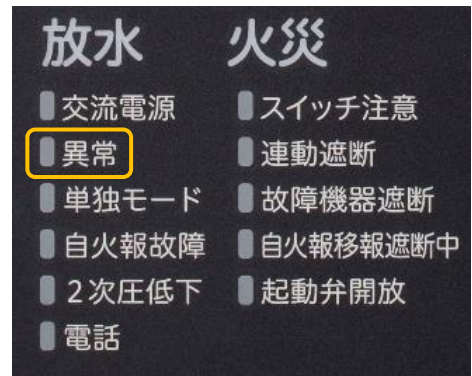 放水 火災
交流電源 スイッチ注意
異常 連動遮断
単独モード 故障機器遮断
自火報故障 自火報移報遮断中
2次圧低下 起動弁開放
電話